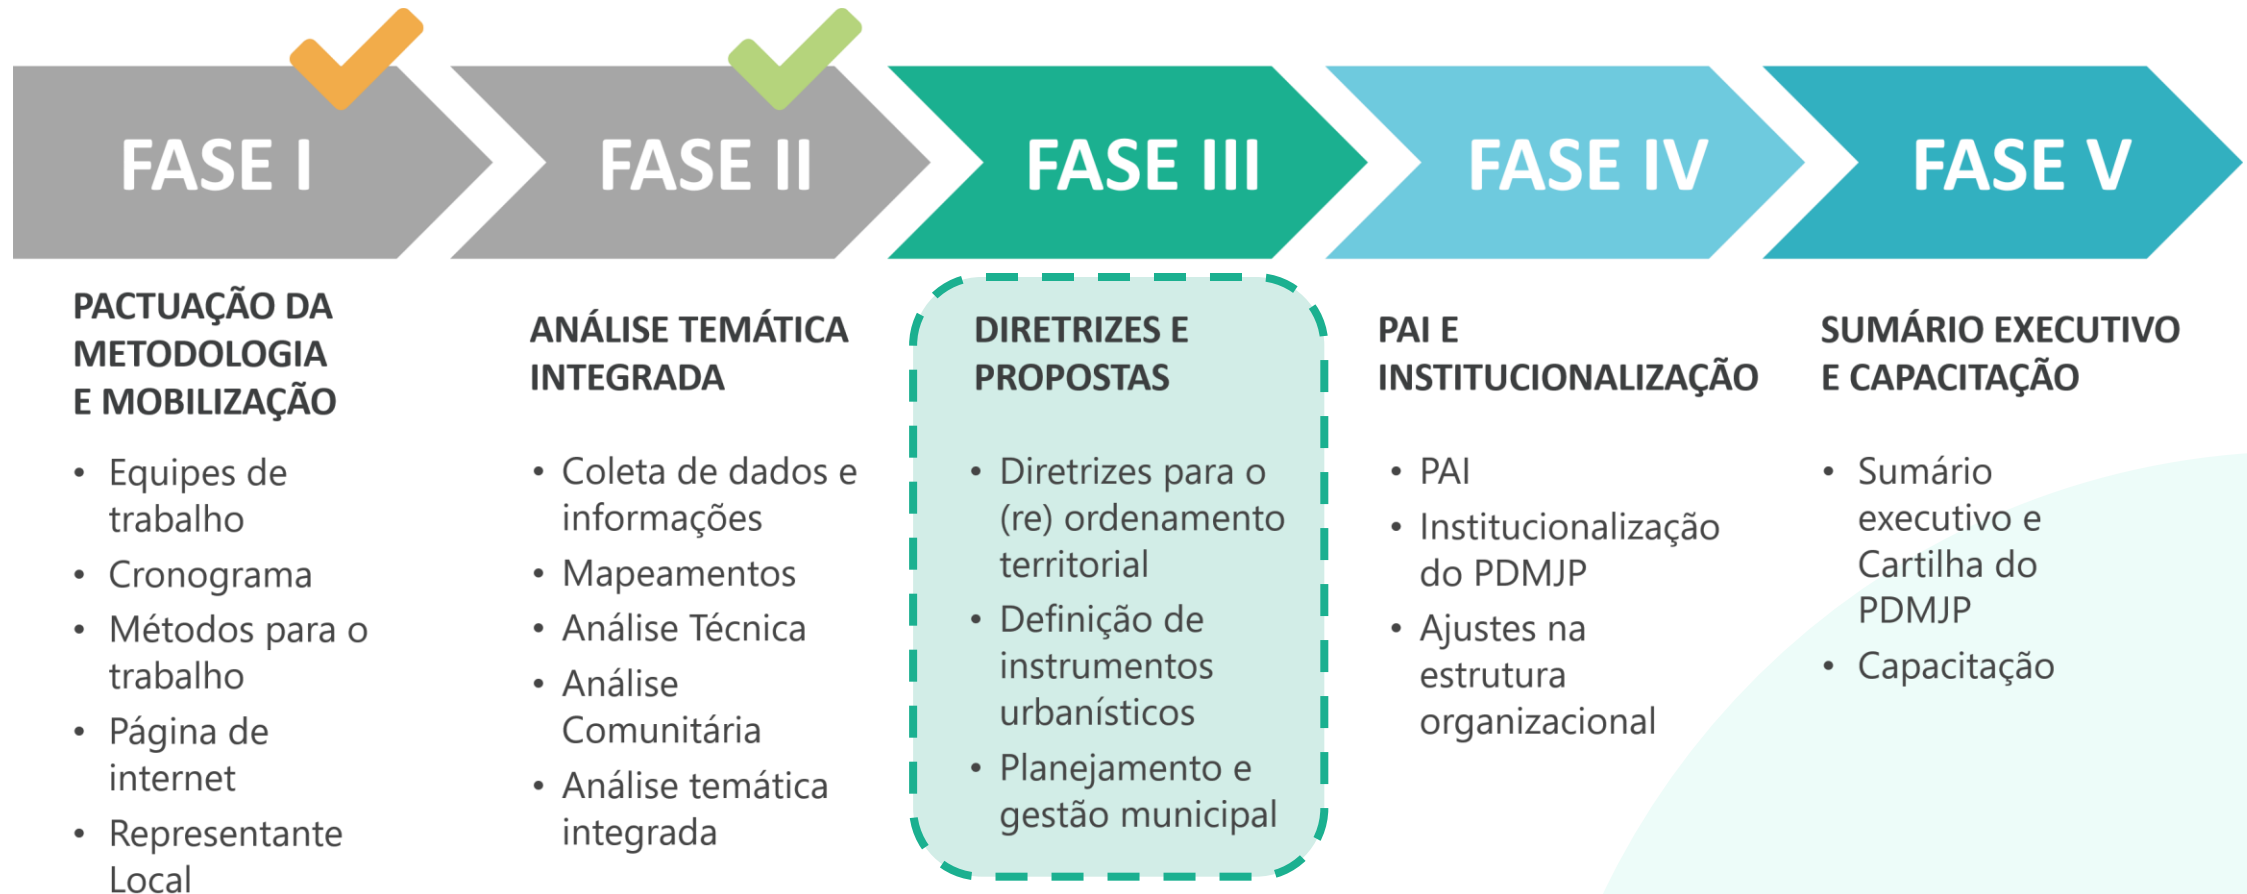 FASE I
FASE II
FASE III
FASE IV
FASE V
PACTUAÇÃO DA
METODOLOGIA
E MOBILIZAÇÃO
• Equipes de
trabalho
• Cronograma
• Métodos para o
trabalho
• Página de
internet
• Representante
Local
ANÁLISE TEMÁTICA
INTEGRADA
• Coleta de dados e
informações
• Mapeamentos
• Análise Técnica
• Análise
Comunitária
• Análise temática
integrada
DIRETRIZES E
PROPOSTAS
• Diretrizes para o
(re) ordenamento
territorial
• Definição de
instrumentos
urbanísticos
• Planejamento e
gestão municipal
PAI E
INSTITUCIONALIZAÇÃO
• PAI
• Institucionalização
do PDMJP
• Ajustes na
estrutura
organizacional
SUMÁRIO EXECUTIVO
E CAPACITAÇÃO
• Sumário
executivo e
Cartilha do
PDMJP
• Capacitação